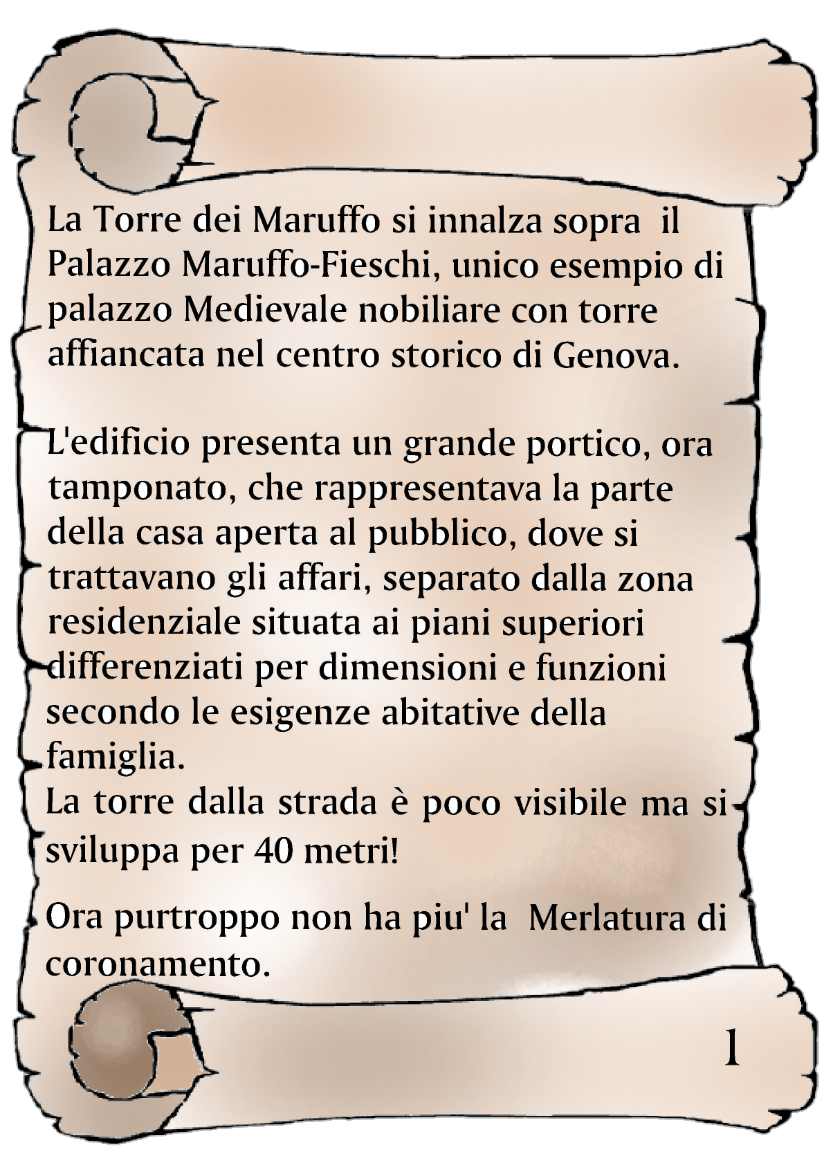 La Torre dei Maruffo si innalza sopra  il
Palazzo Maruffo-Fieschi, unico esempio di
palazzo Medievale nobiliare con torre
affiancata nel centro storico di Genova.
L'edificio presenta un grande portico, ora
tamponato, che rappresentava la parte
della casa aperta al pubblico, dove si
trattavano gli affari, separato dalla zona
residenziale situata ai piani superiori
differenziati per dimensioni e funzioni
secondo le esigenze abitative della
famiglia.
La torre dalla strada è poco visibile ma si
sviluppa per 40 metri!
Ora purtroppo non ha piu' la  Merlatura di
coronamento.
1